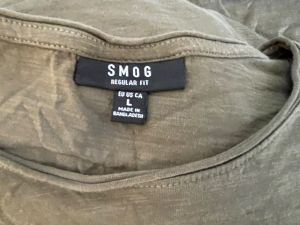 SMOG
REGULAR FIT
EU US CA
L
MADE IN
BANGLADESH